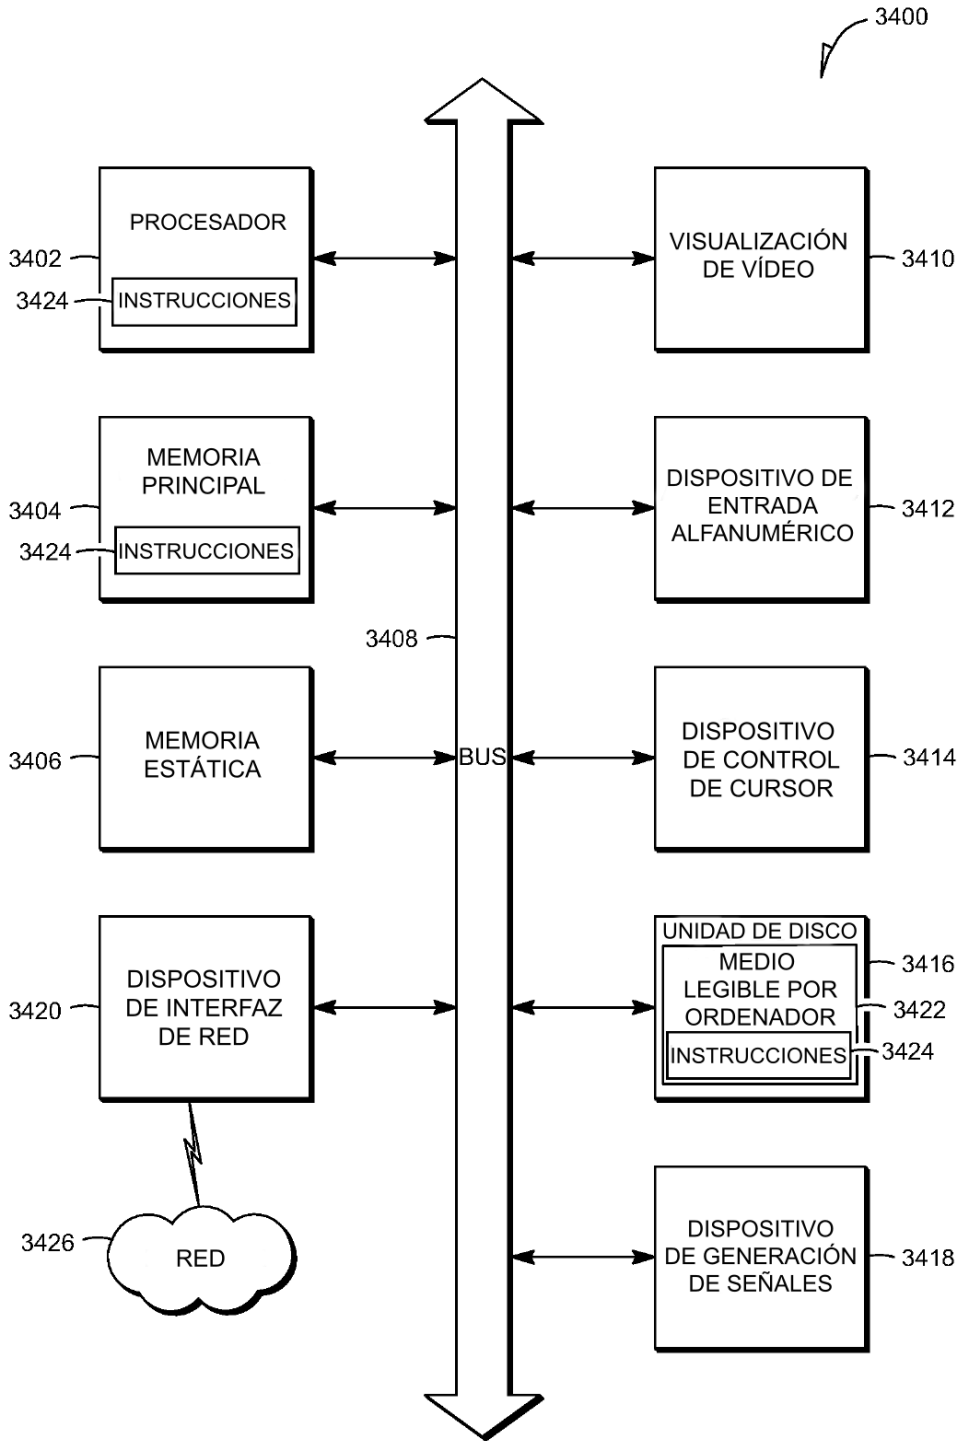 3400
PROCESADOR
3402
3424
INSTRUCCIONES
VISUALIZACIÓN
DE VÍDEO
3410
MEMORIA
PRINCIPAL
3404
3424
INSTRUCCIONES
DISPOSITIVO DE
ENTRADA
ALFANUMÉRICO
3412
3408
MEMORIA
ESTÁTICA
3406
BUS
DISPOSITIVO
DE CONTROL
DE CURSOR
3414
DISPOSITIVO
DE INTERFAZ
DE RED
3420
UNIDAD DE DISCO
MEDIO
LEGIBLE POR
ORDENADOR
INSTRUCCIONES
3416
3422
3424
3426
RED
DISPOSITIVO
DE GENERACIÓN
DE SEÑALES
3418